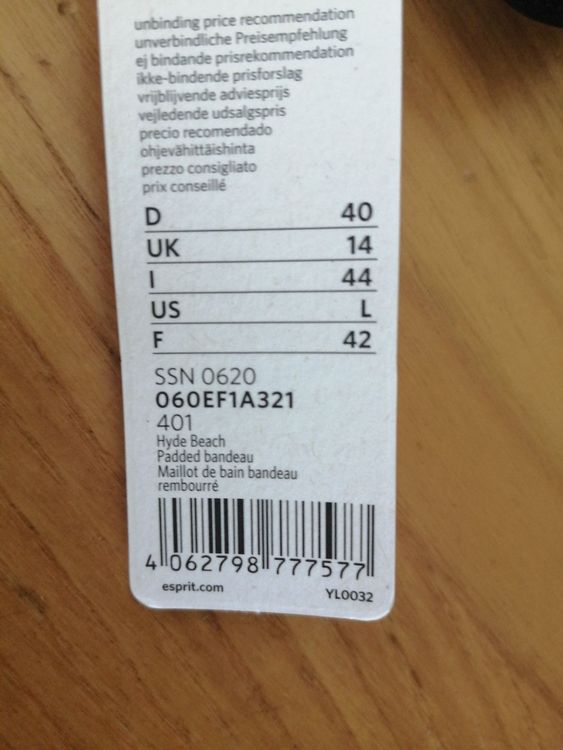 unbinding price recommendation
unverbindliche Preisempfehlung
ej bindande prisrekommendation
ikke-bindende prisforslag
vrijblijvende adviesprijs
vejledende udsalgspris
precio recomendado
ohjevähittäishinta
prezzo consigliato
prix conseillé
D 40
UK 14
I 44
US L
F 42
SSN 0620
060EF1A321
401
Hyde Beach
Padded bandeau
Maillot de bain bandeau
rembourré
4 062798 777577
esprit.com YL0032